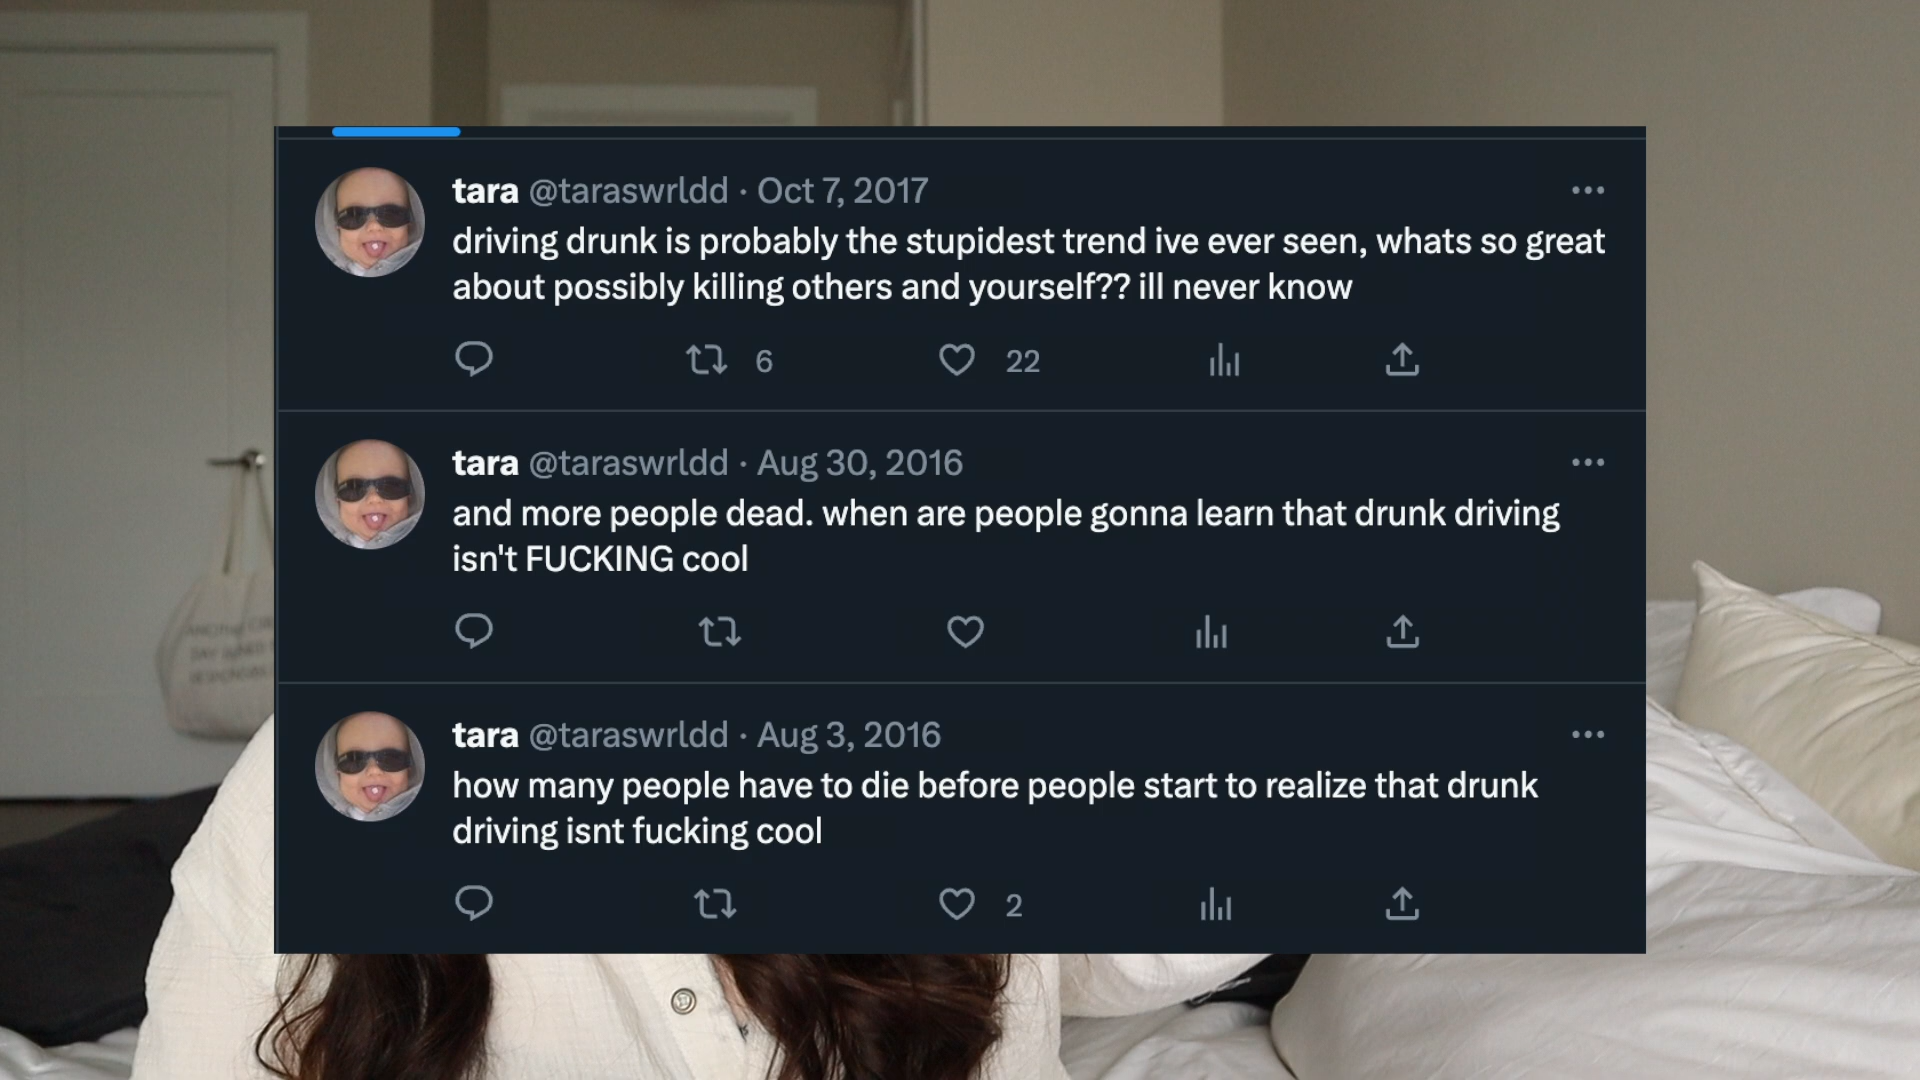 tara @taraswrldd · Oct 7, 2017
driving drunk is probably the stupidest trend ive ever seen, whats so great
about possibly killing others and yourself?? ill never know
6 22
tara @taraswrldd · Aug 30, 2016
and more people dead. when are people gonna learn that drunk driving
isn't FUCKING cool
tara @taraswrldd · Aug 3, 2016
how many people have to die before people start to realize that drunk
driving isnt fucking cool
2